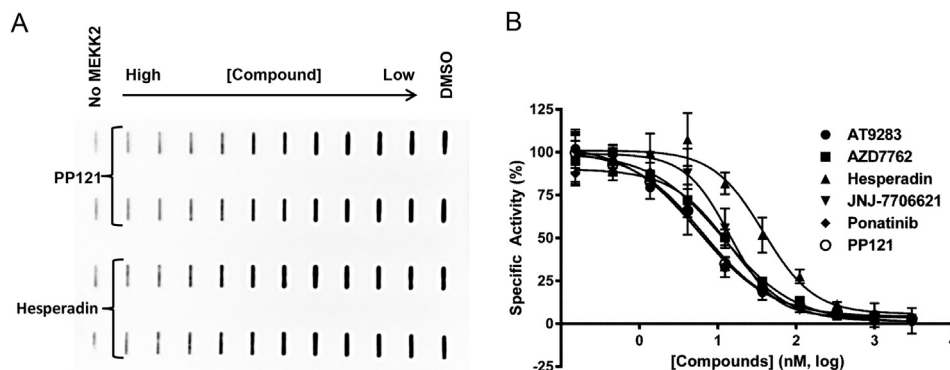 A
No MEKK2
High [Compound] Low
DMSO
PP121
Hesperadin
B
125
100
75
50
25
0
-25
Specific Activity (%)
0 1 2 3 4
[Compounds] (nM, log)
AT9283
AZD7762
Hesperadin
JNJ-7706621
Ponatinib
PP121